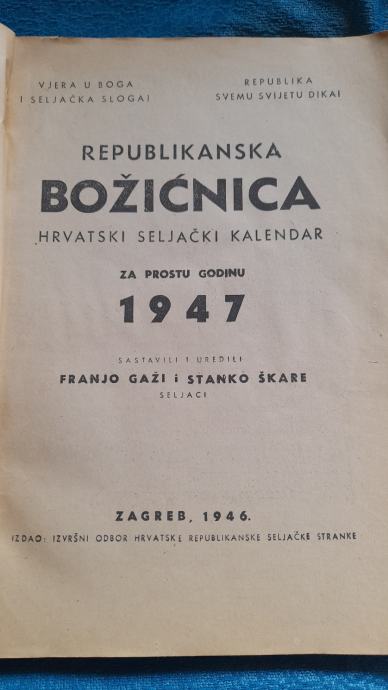 VJERA U BOGA
I SELJAČKA SLOGA!
REPUBLIKA
SVEMU SVIJETU DIKA!
REPUBLIKANSKA
BOŽIĆNICA
HRVATSKI SELJAČKI KALENDAR
ZA PROSTU GODINU
1947
SASTAVILI I UREDILI
FRANJO GAŽI i STANKO ŠKARE
SELJACI
ZAGREB, 1946.
IZDAO: IZVRŠNI ODBOR HRVATSKE REPUBLIKANSKE SELJAČKE STRANKE